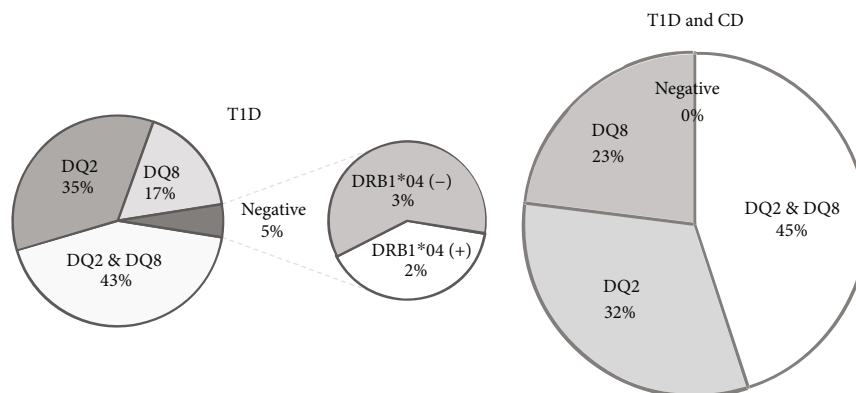 T1D
DQ2
35%
DQ8
17%
DQ2 & DQ8
43%
Negative
5%
DRB1*04 (−)
3%
DRB1*04 (+)
2%
T1D and CD
Negative
0%
DQ8
23%
DQ2 & DQ8
45%
DQ2
32%